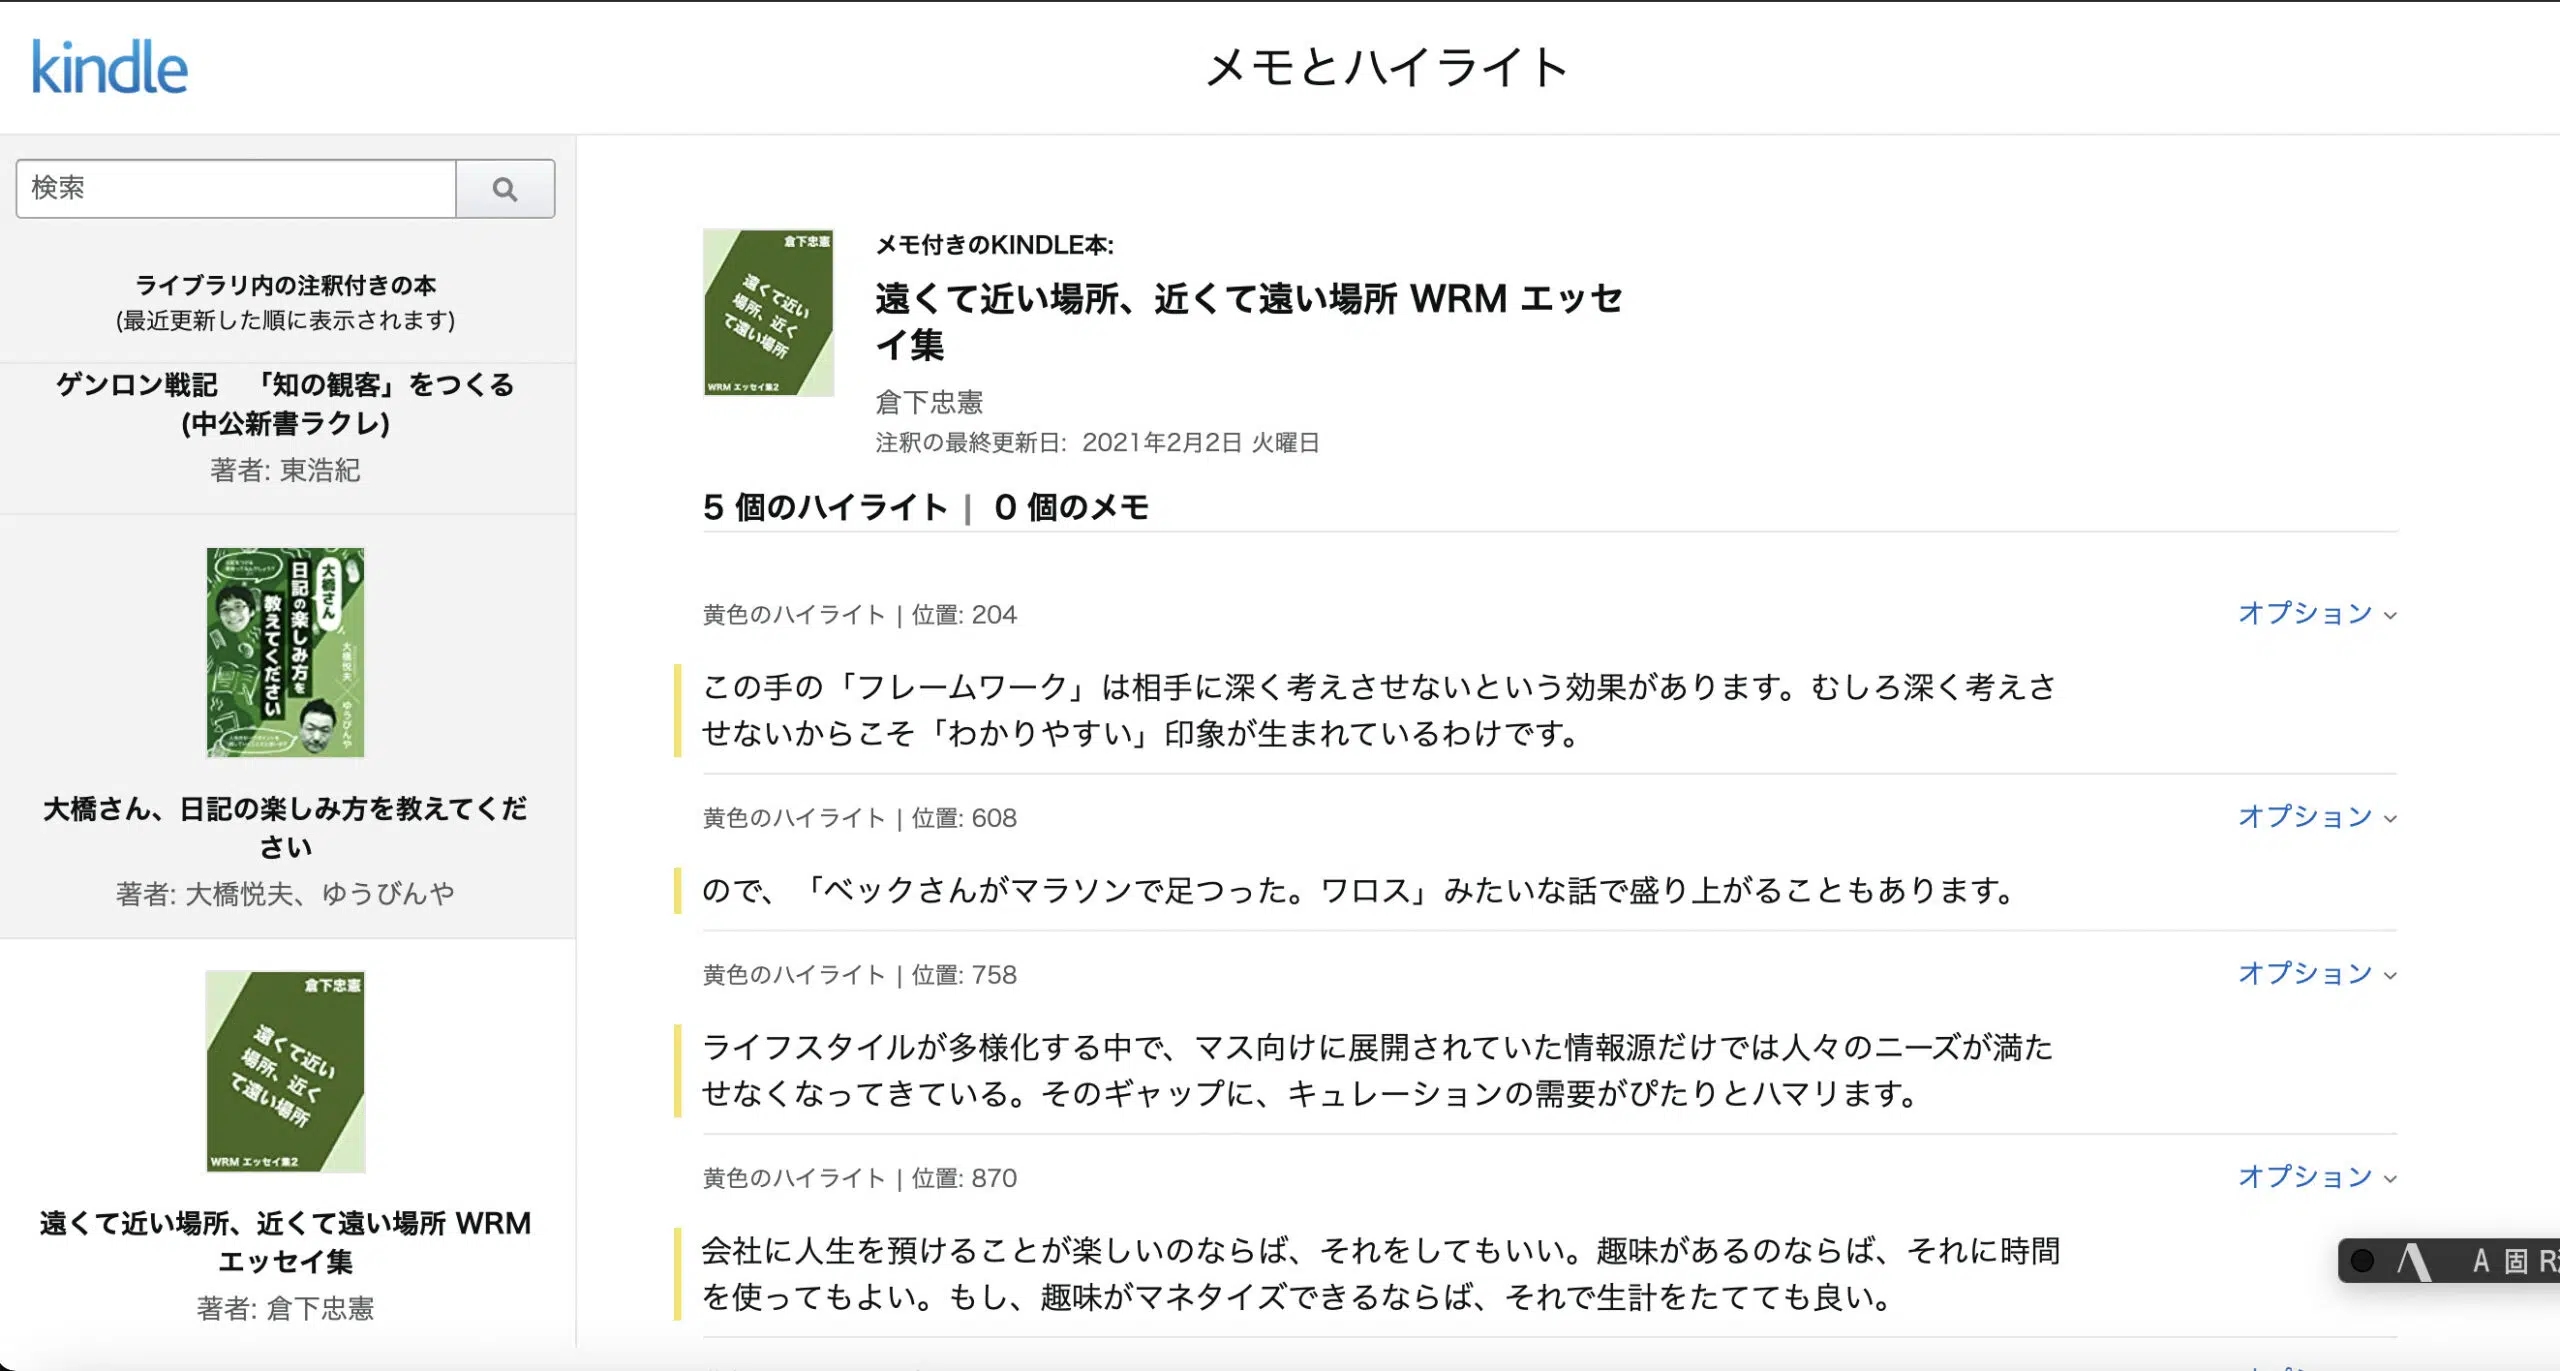 kindle
メモとハイライト
検索
ライブラリ内の注釈付きの本
(最近更新した順に表示されます)
ゲンロン戦記　「知の観客」をつくる
(中公新書ラクレ)
著者: 東浩紀
大橋さん
日記の楽しみ方を
教えてください
大橋悦夫
ゆうびんや
大橋さん、日記の楽しみ方を教えてくだ
さい
著者: 大橋悦夫、ゆうびんや
倉下忠憲
遠くて近い
場所、近く
て遠い場所
WRM エッセイ集2
遠くて近い場所、近くて遠い場所 WRM
エッセイ集
著者: 倉下忠憲
倉下忠憲
遠くて近い
場所、近く
て遠い場所
WRM エッセイ集2
メモ付きのKINDLE本:
遠くて近い場所、近くて遠い場所 WRM エッセ
イ集
倉下忠憲
注釈の最終更新日: 2021年2月2日 火曜日
5 個のハイライト | 0 個のメモ
黄色のハイライト | 位置: 204
オプション
この手の「フレームワーク」は相手に深く考えさせないという効果があります。むしろ深く考えさ
せないからこそ「わかりやすい」印象が生まれているわけです。
黄色のハイライト | 位置: 608
オプション
ので、「ベックさんがマラソンで足つった。ワロス」みたいな話で盛り上がることもあります。
黄色のハイライト | 位置: 758
オプション
ライフスタイルが多様化する中で、マス向けに展開されていた情報源だけでは人々のニーズが満た
せなくなってきている。そのギャップに、キュレーションの需要がぴたりとハマリます。
黄色のハイライト | 位置: 870
オプション
会社に人生を預けることが楽しいのならば、それをしてもいい。趣味があるのならば、それに時間
を使ってもよい。もし、趣味がマネタイズできるならば、それで生計をたてても良い。
A 固 R